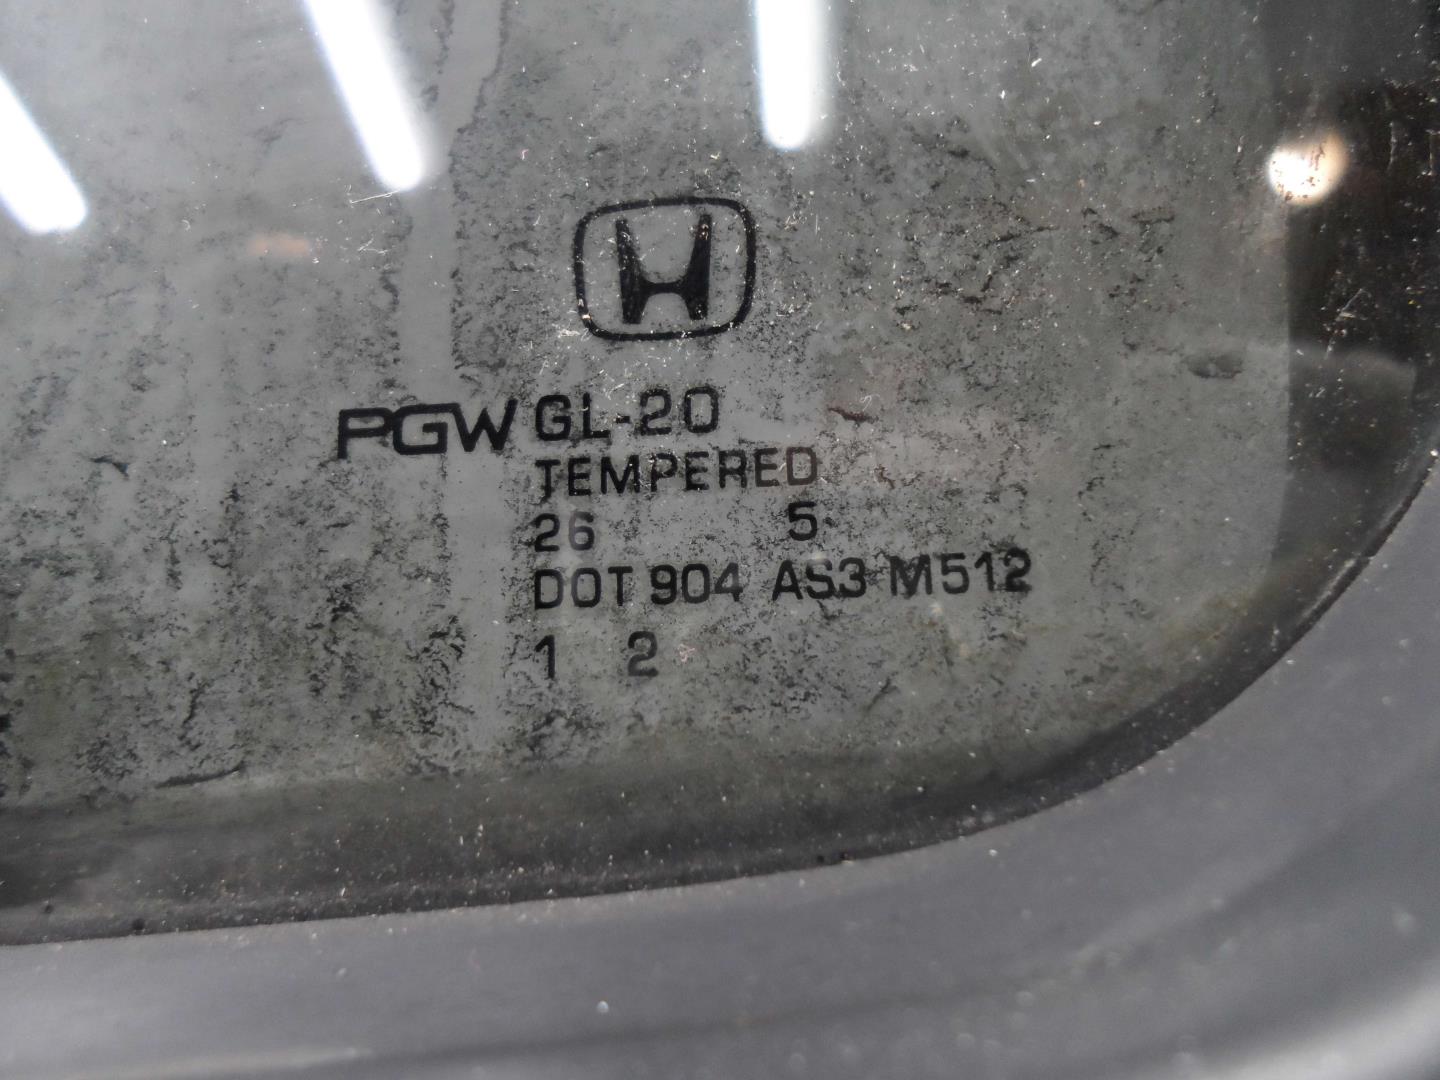 PGW GL-20
TEMPERED
26 5
DOT 904 AS3 M512
1 2